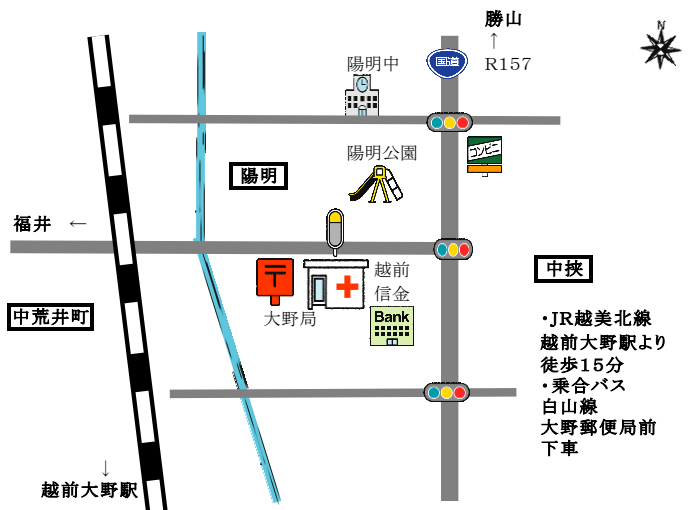 勝山
↑
R157
国道
N
陽明中
コンビニ
陽明公園
陽明
福井 ←
中荒井町
〒
大野局
越前
信金
Bank
中挾
・JR越美北線
越前大野駅より
徒歩15分
・乗合バス
白山線
大野郵便局前
下車
↓
越前大野駅